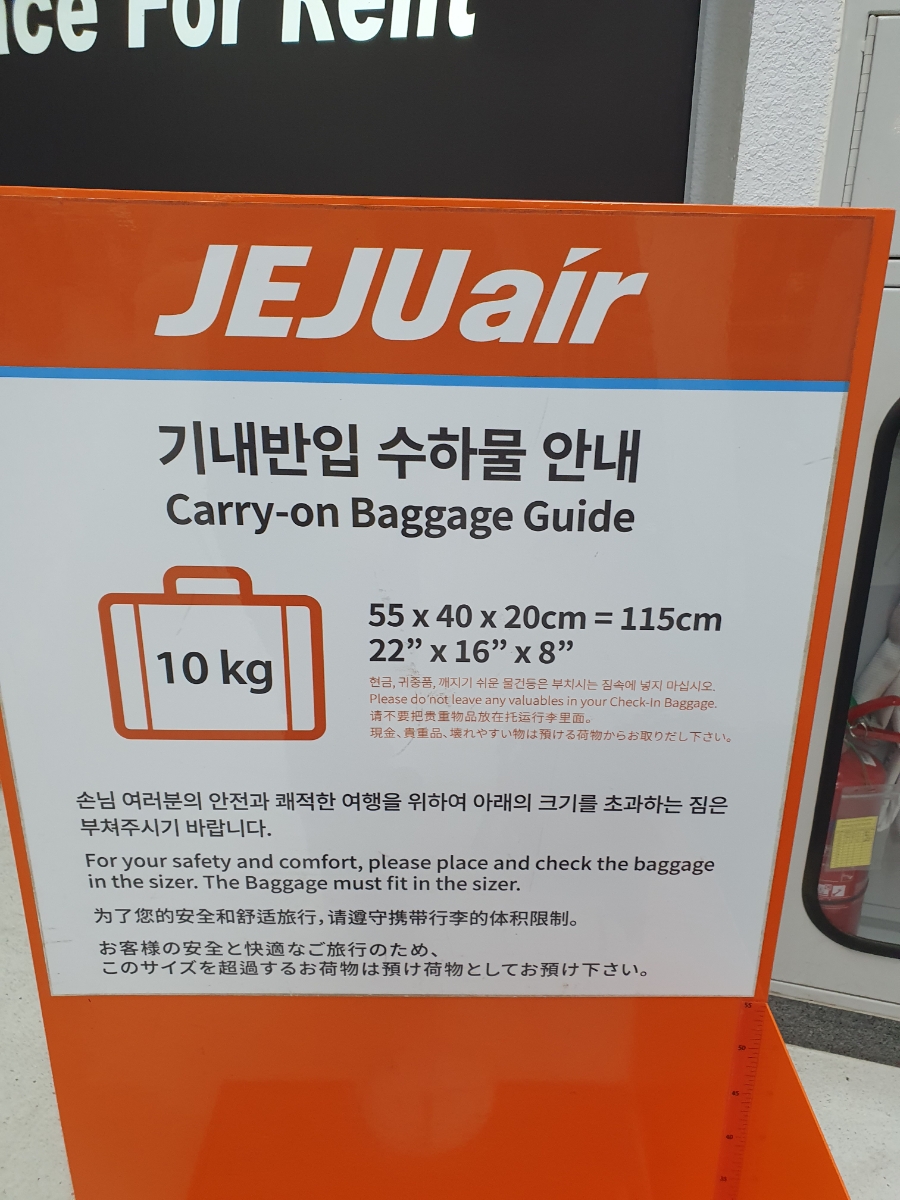 For Rent
JEJUair
기내반입 수하물 안내
Carry-on Baggage Guide
10 kg
55 x 40 x 20cm = 115cm
22” x 16” x 8”
현금, 귀중품, 깨지기 쉬운 물건등은 부치시는 짐속에 넣지 마십시오.
Please do not leave any valuables in your Check-In Baggage.
请不要把贵重物品放在托运行李里面。
現金、貴重品、壊れやすい物は預ける荷物からお取りだし下さい。
손님 여러분의 안전과 쾌적한 여행을 위하여 아래의 크기를 초과하는 짐은
부쳐주시기 바랍니다.
For your safety and comfort, please place and check the baggage
in the sizer. The Baggage must fit in the sizer.
为了您的安全和舒适旅行，请遵守携带行李的体积限制。
お客様の安全と快適なご旅行のため、
このサイズを超過するお荷物は預け荷物としてお預け下さい。
55
50
45
40